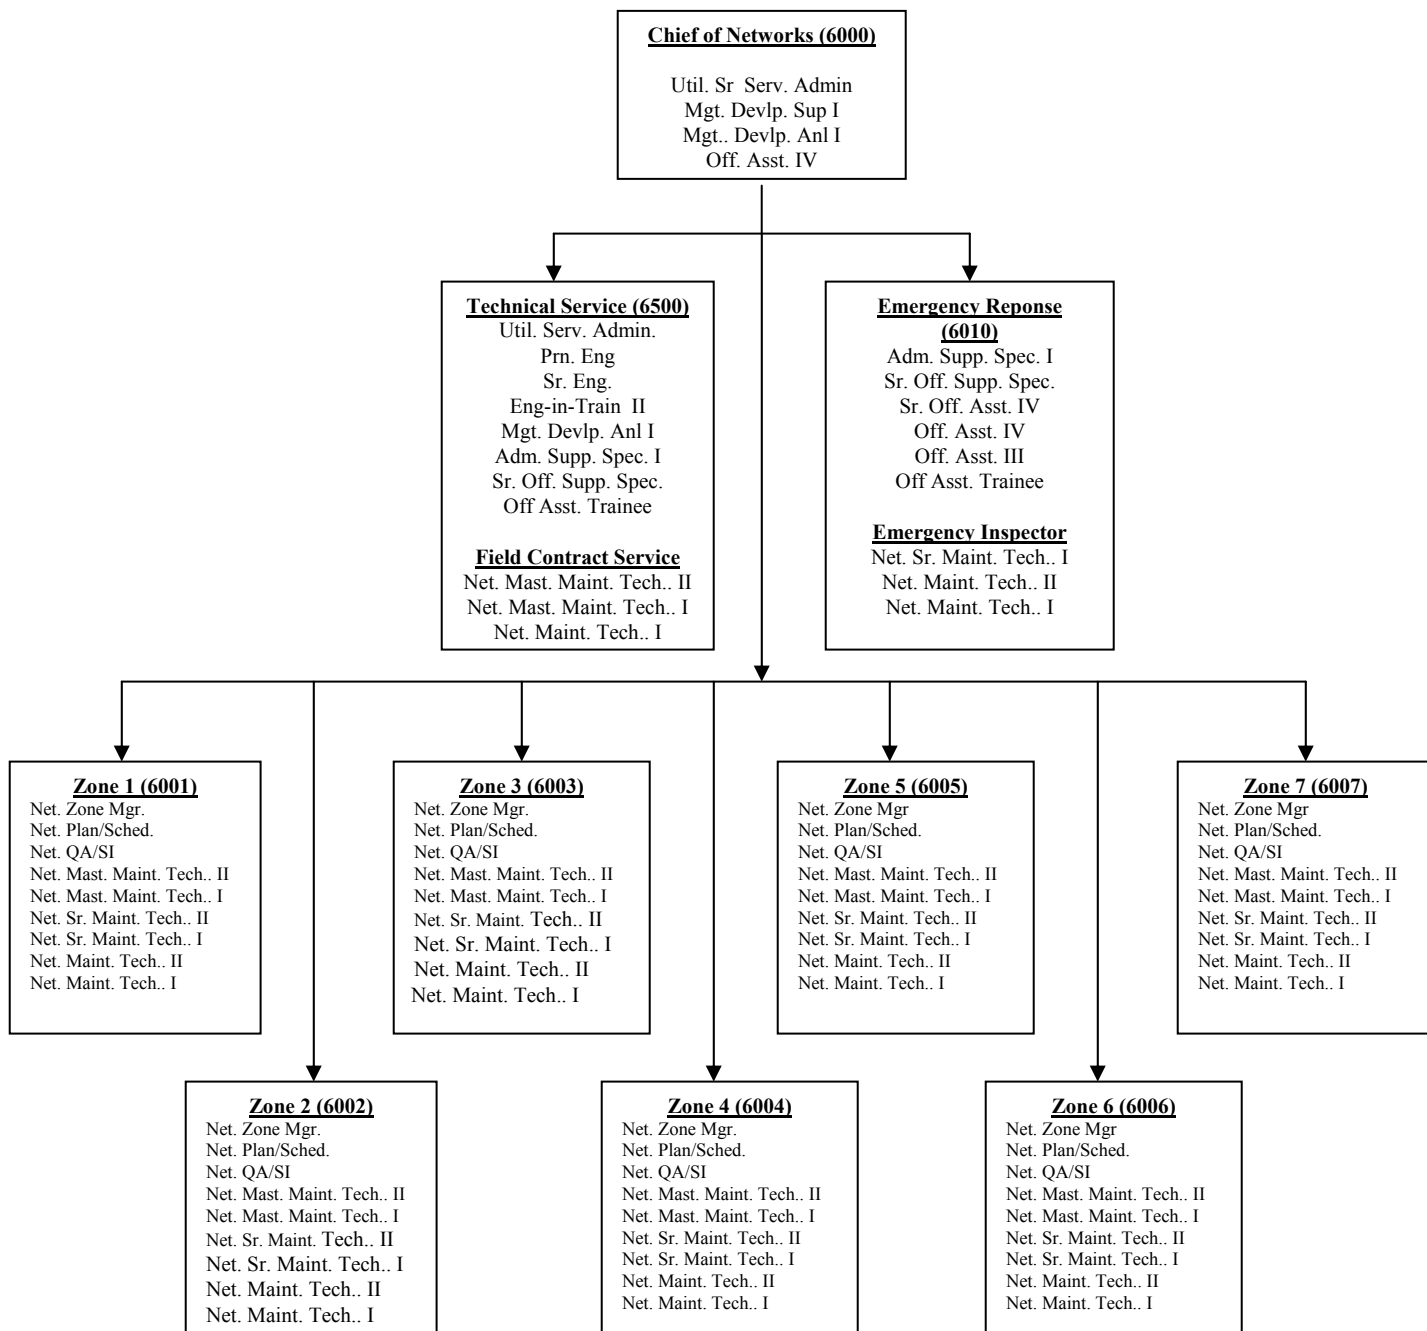 Chief of Networks (6000)
Util. Sr Serv. Admin
Mgt. Devlp. Sup I
Mgt.. Devlp. Anl I
Off. Asst. IV
Technical Service (6500)
Util. Serv. Admin.
Prn. Eng
Sr. Eng.
Eng-in-Train II
Mgt. Devlp. Anl I
Adm. Supp. Spec. I
Sr. Off. Supp. Spec.
Off Asst. Trainee
Field Contract Service
Net. Mast. Maint. Tech.. II
Net. Mast. Maint. Tech.. I
Net. Maint. Tech.. I
Emergency Reponse
(6010)
Adm. Supp. Spec. I
Sr. Off. Supp. Spec.
Sr. Off. Asst. IV
Off. Asst. IV
Off. Asst. III
Off Asst. Trainee
Emergency Inspector
Net. Sr. Maint. Tech.. I
Net. Maint. Tech.. II
Net. Maint. Tech.. I
Zone 1 (6001)
Net. Zone Mgr.
Net. Plan/Sched.
Net. QA/SI
Net. Mast. Maint. Tech.. II
Net. Mast. Maint. Tech.. I
Net. Sr. Maint. Tech.. II
Net. Sr. Maint. Tech.. I
Net. Maint. Tech.. II
Net. Maint. Tech.. I
Zone 3 (6003)
Net. Zone Mgr.
Net. Plan/Sched.
Net. QA/SI
Net. Mast. Maint. Tech.. II
Net. Mast. Maint. Tech.. I
Net. Sr. Maint. Tech.. II
Net. Sr. Maint. Tech.. I
Net. Maint. Tech.. II
Net. Maint. Tech.. I
Zone 5 (6005)
Net. Zone Mgr
Net. Plan/Sched.
Net. QA/SI
Net. Mast. Maint. Tech.. II
Net. Mast. Maint. Tech.. I
Net. Sr. Maint. Tech.. II
Net. Sr. Maint. Tech.. I
Net. Maint. Tech.. II
Net. Maint. Tech.. I
Zone 7 (6007)
Net. Zone Mgr
Net. Plan/Sched.
Net. QA/SI
Net. Mast. Maint. Tech.. II
Net. Mast. Maint. Tech.. I
Net. Sr. Maint. Tech.. II
Net. Sr. Maint. Tech.. I
Net. Maint. Tech.. II
Net. Maint. Tech.. I
Zone 2 (6002)
Net. Zone Mgr.
Net. Plan/Sched.
Net. QA/SI
Net. Mast. Maint. Tech.. II
Net. Mast. Maint. Tech.. I
Net. Sr. Maint. Tech.. II
Net. Sr. Maint. Tech.. I
Net. Maint. Tech.. II
Net. Maint. Tech.. I
Zone 4 (6004)
Net. Zone Mgr.
Net. Plan/Sched.
Net. QA/SI
Net. Mast. Maint. Tech.. II
Net. Mast. Maint. Tech.. I
Net. Sr. Maint. Tech.. II
Net. Sr. Maint. Tech.. I
Net. Maint. Tech.. II
Net. Maint. Tech.. I
Zone 6 (6006)
Net. Zone Mgr
Net. Plan/Sched.
Net. QA/SI
Net. Mast. Maint. Tech.. II
Net. Mast. Maint. Tech.. I
Net. Sr. Maint. Tech.. II
Net. Sr. Maint. Tech.. I
Net. Maint. Tech.. II
Net. Maint. Tech.. I